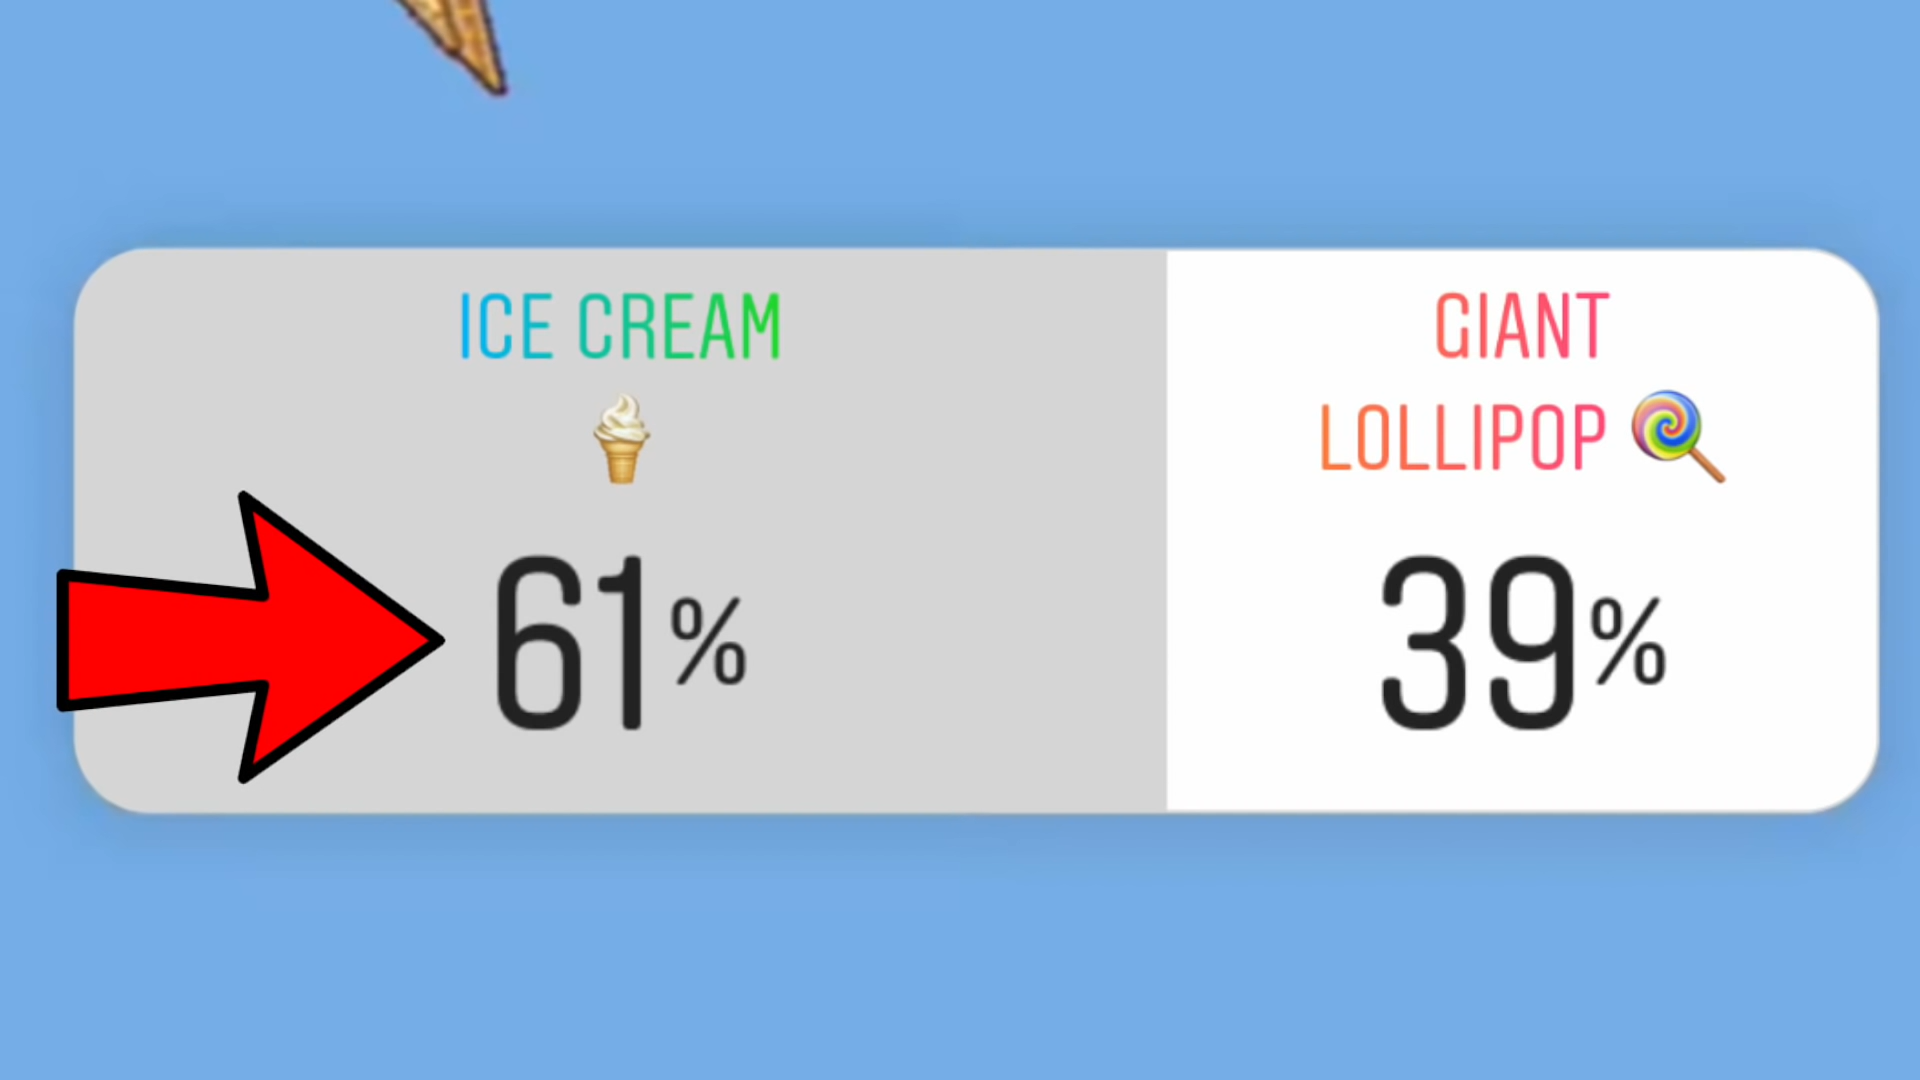 ICE CREAM
🍦
61%
GIANT
LOLLIPOP 🍭
39%